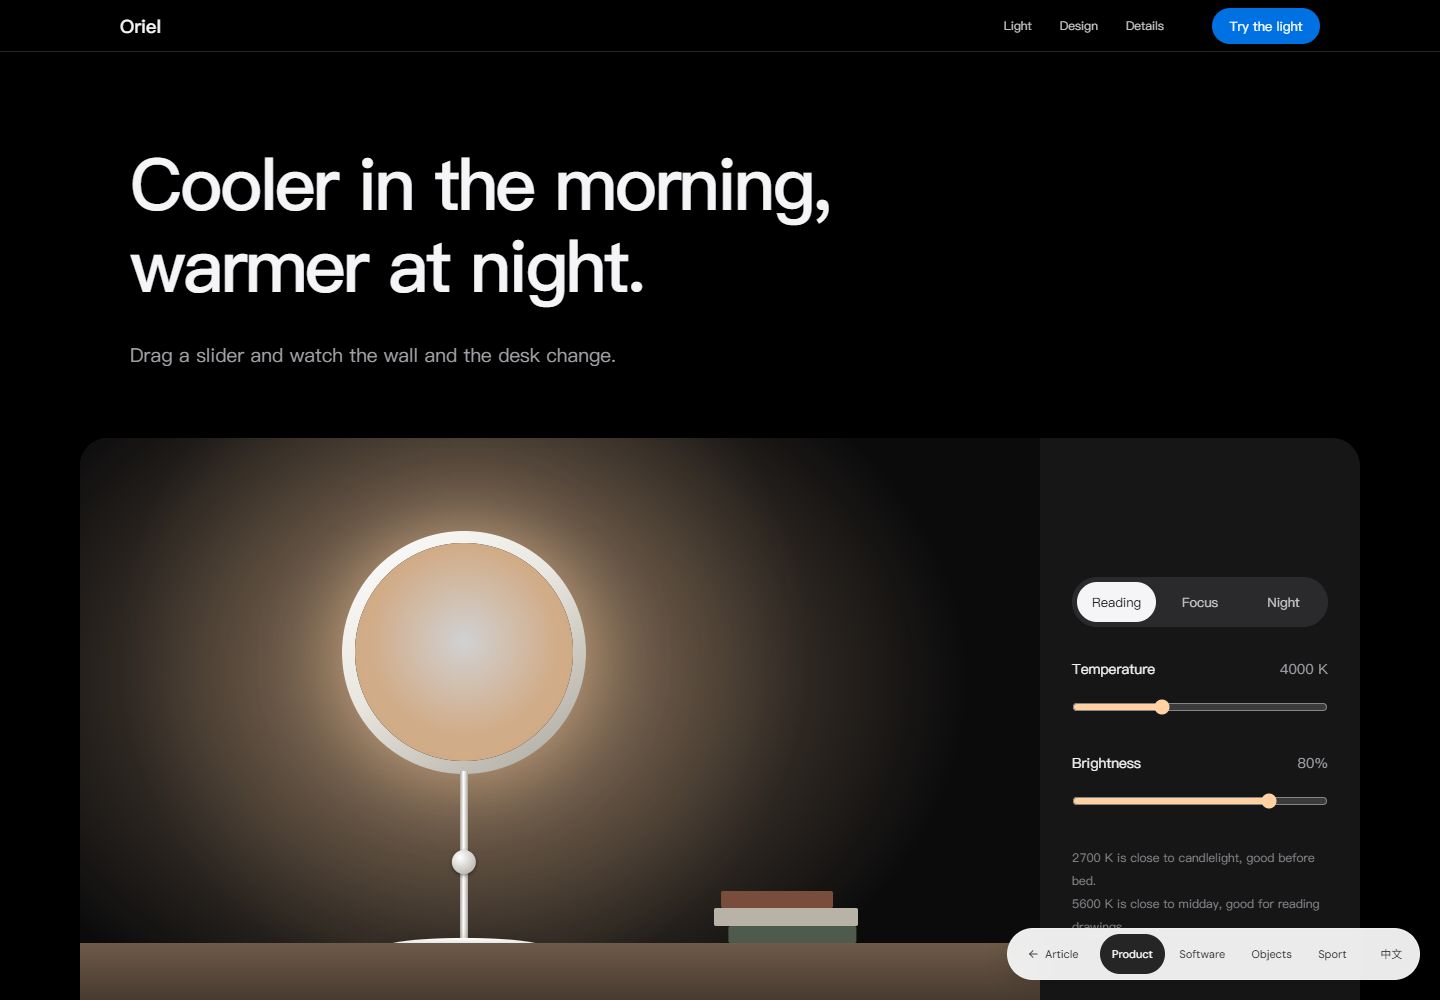 Oriel
Light
Design
Details
Try the light
Cooler in the morning,
warmer at night.
Drag a slider and watch the wall and the desk change.
Reading
Focus
Night
Temperature
4000 K
Brightness
80%
2700 K is close to candlelight, good before
bed.
5600 K is close to midday, good for reading
drawings.
← Article
Product
Software
Objects
Sport
中文